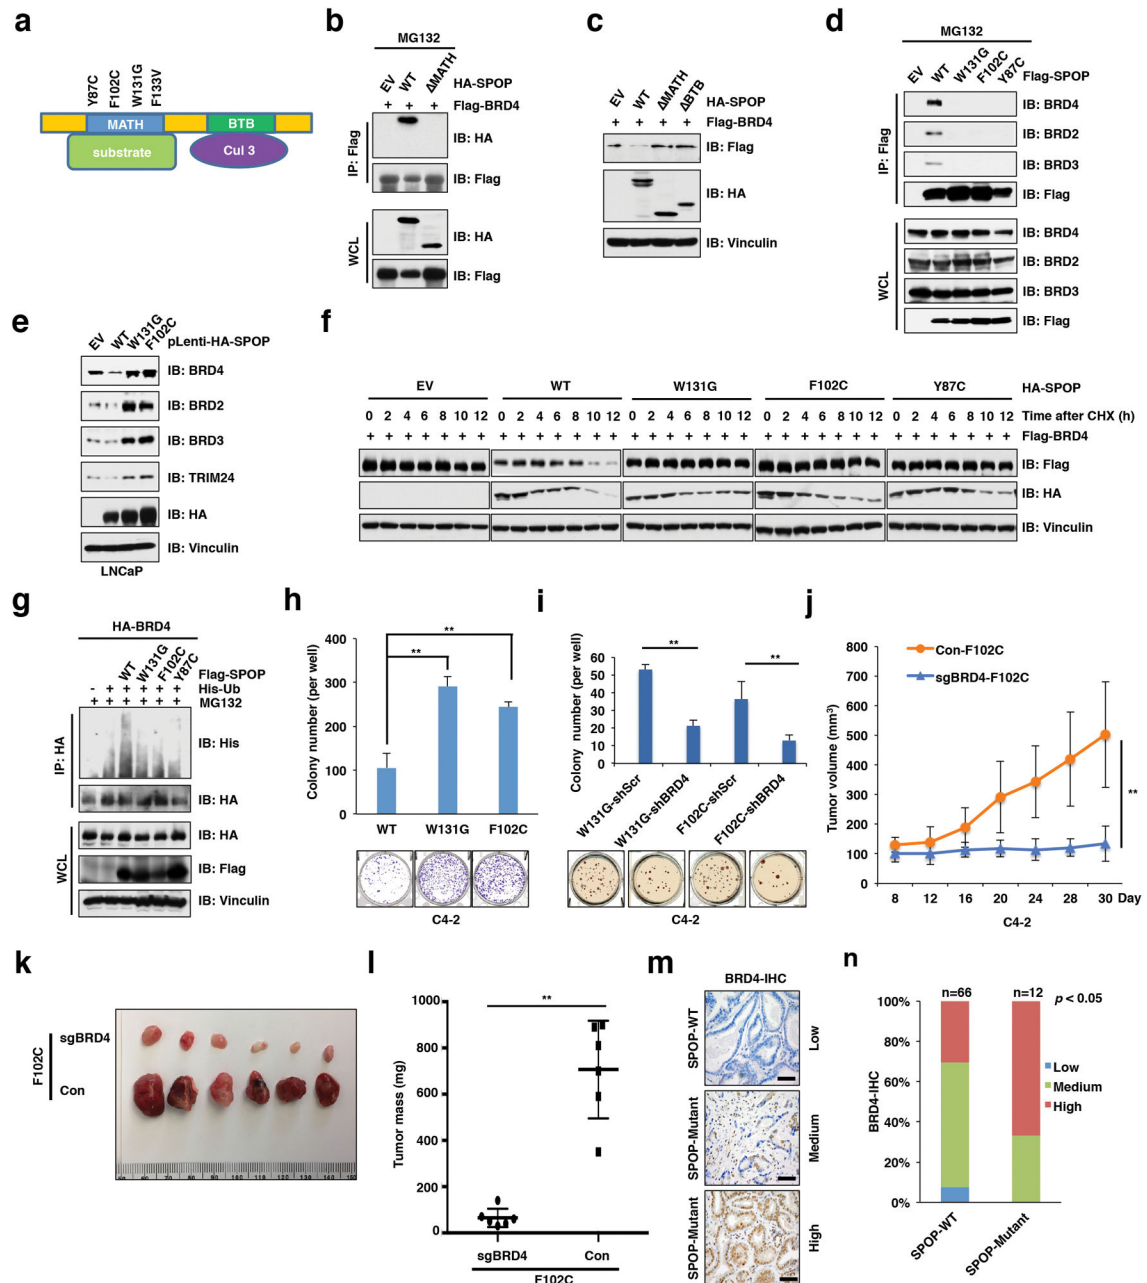 a
Y87C
F102C
W131G
F133V
MATH
BTB
substrate
Cul 3
b
MG132
EV
WT
ΔMATH
HA-SPOP
+ + + Flag-BRD4
IP: Flag
IB: HA
IB: Flag
WCL
IB: HA
IB: Flag
c
EV
WT
ΔMATH
ΔBTB
HA-SPOP
+ + + + Flag-BRD4
IB: Flag
IB: HA
IB: Vinculin
d
MG132
EV
WT
W131G
F102C
Y87C
Flag-SPOP
IP: Flag
IB: BRD4
IB: BRD2
IB: BRD3
IB: Flag
WCL
IB: BRD4
IB: BRD2
IB: BRD3
IB: Flag
e
EV
WT
W131G
F102C
pLenti-HA-SPOP
IB: BRD4
IB: BRD2
IB: BRD3
IB: TRIM24
IB: HA
IB: Vinculin
LNCaP
f
EV WT W131G F102C Y87C HA-SPOP
0 2 4 6 8 10 12 0 2 4 6 8 10 12 0 2 4 6 8 10 12 0 2 4 6 8 10 12 0 2 4 6 8 10 12 Time after CHX (h)
+ + + + + + + + + + + + + + + + + + + + + + + + + + + + + + + + + + + Flag-BRD4
IB: Flag
IB: HA
IB: Vinculin
g
HA-BRD4
WT
W131G
F102C
Y87C
Flag-SPOP
- + + + + + His-Ub
+ + + + + + MG132
IP: HA
IB: His
IB: HA
WCL
IB: HA
IB: Flag
IB: Vinculin
h
Colony number (per well)
400
300
200
100
0
**
**
WT W131G F102C
C4-2
i
Colony number (per well)
60
50
40
30
20
10
0
**
**
W131G-shScr
W131G-shBRD4
F102C-shScr
F102C-shBRD4
C4-2
j
Tumor volume (mm3)
800
700
600
500
400
300
200
100
0
Con-F102C
sgBRD4-F102C
**
8 12 16 20 24 28 30 Day
C4-2
k
F102C
sgBRD4
Con
l
Tumor mass (mg)
1000
800
600
400
200
0
**
sgBRD4 Con
F102C
m
BRD4-IHC
SPOP-WT
Low
SPOP-Mutant
Medium
SPOP-Mutant
High
n
n=66 n=12 p < 0.05
BRD4-IHC
100%
80%
60%
40%
20%
0%
Low
Medium
High
SPOP-WT
SPOP-Mutant